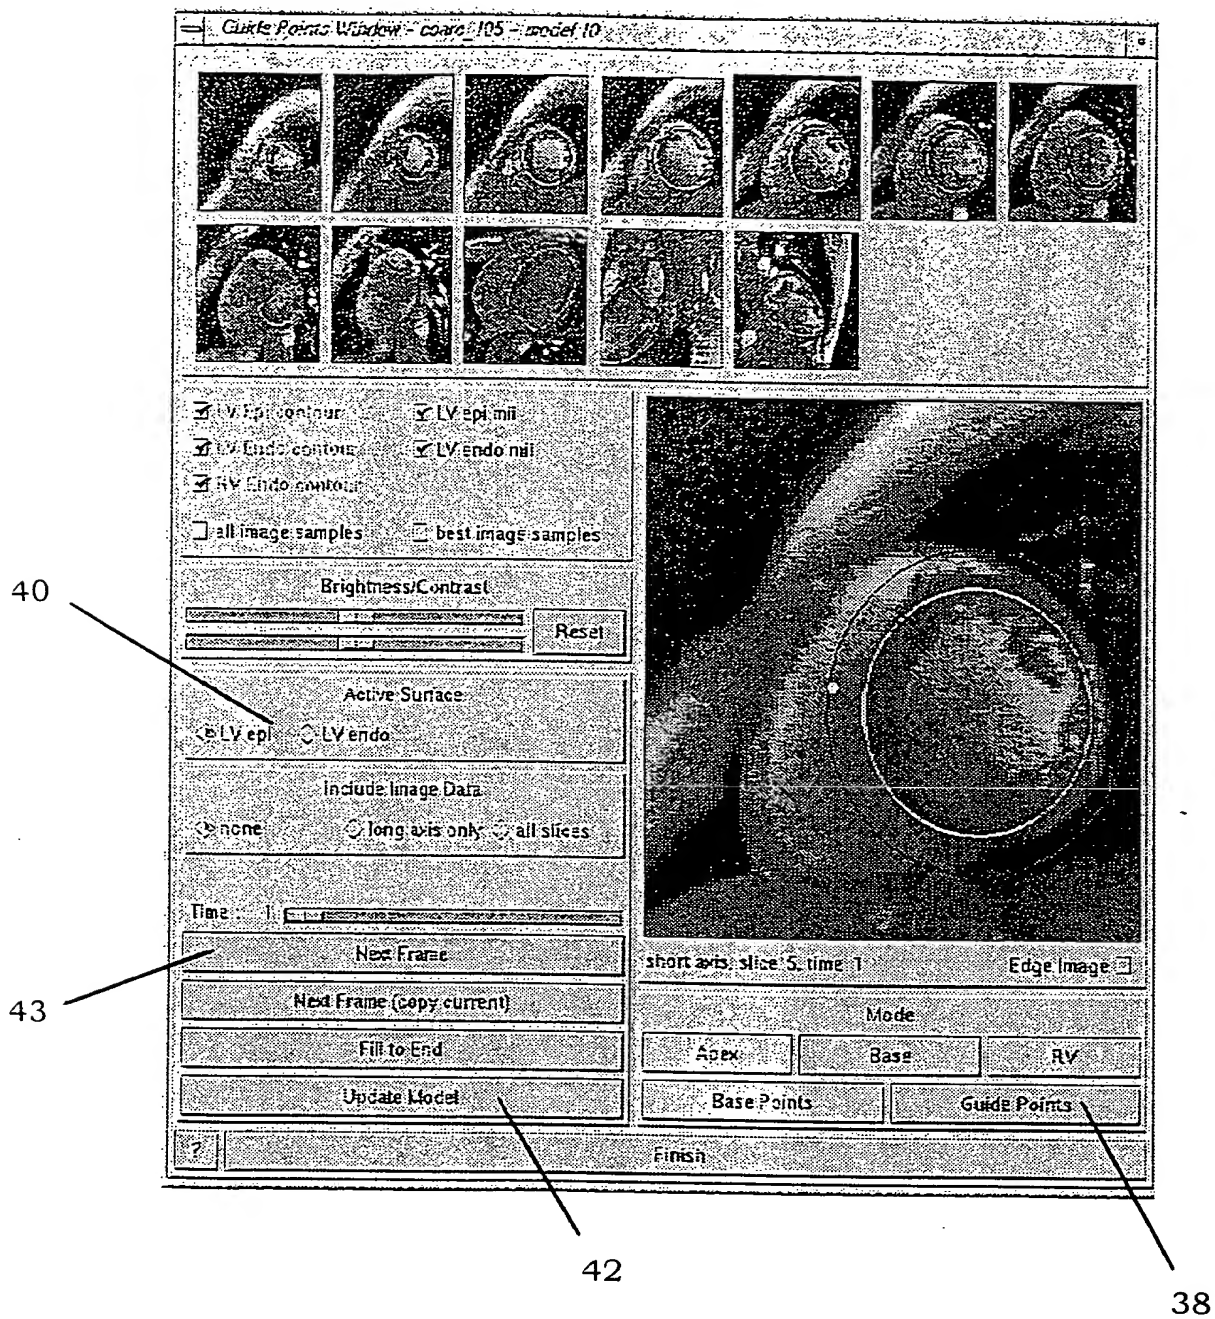 Guide Points Window - coarc_105 - model 10
LV Epi contour
LV epi mii
LV Endo contour
LV endo mii
RV Endo contour
all image samples
best image samples
Brightness/Contrast
Reset
Active Surface
LV epi
LV endo
Include Image Data
none
long axis only
all slices
Time : 1
Next Frame
Next Frame (copy current)
Fill to End
Update Model
short axis, slice 5, time 1
Edge Image
Mode
Apex
Base
RV
Base Points
Guide Points
?
Finish
40
43
42
38